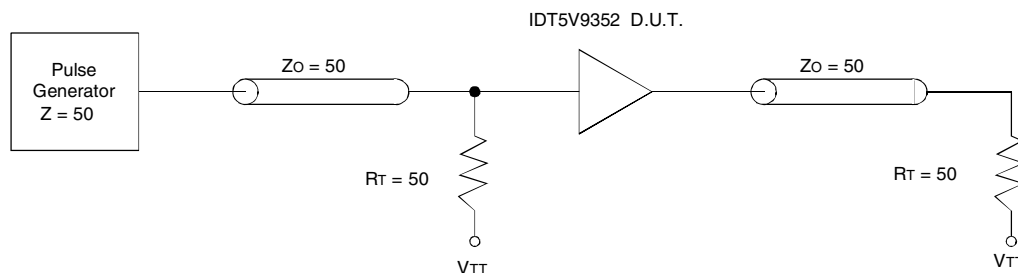 IDT5V9352 D.U.T.
Pulse
Generator
Z = 50
ZO = 50
ZO = 50
RT = 50
RT = 50
VTT
VTT